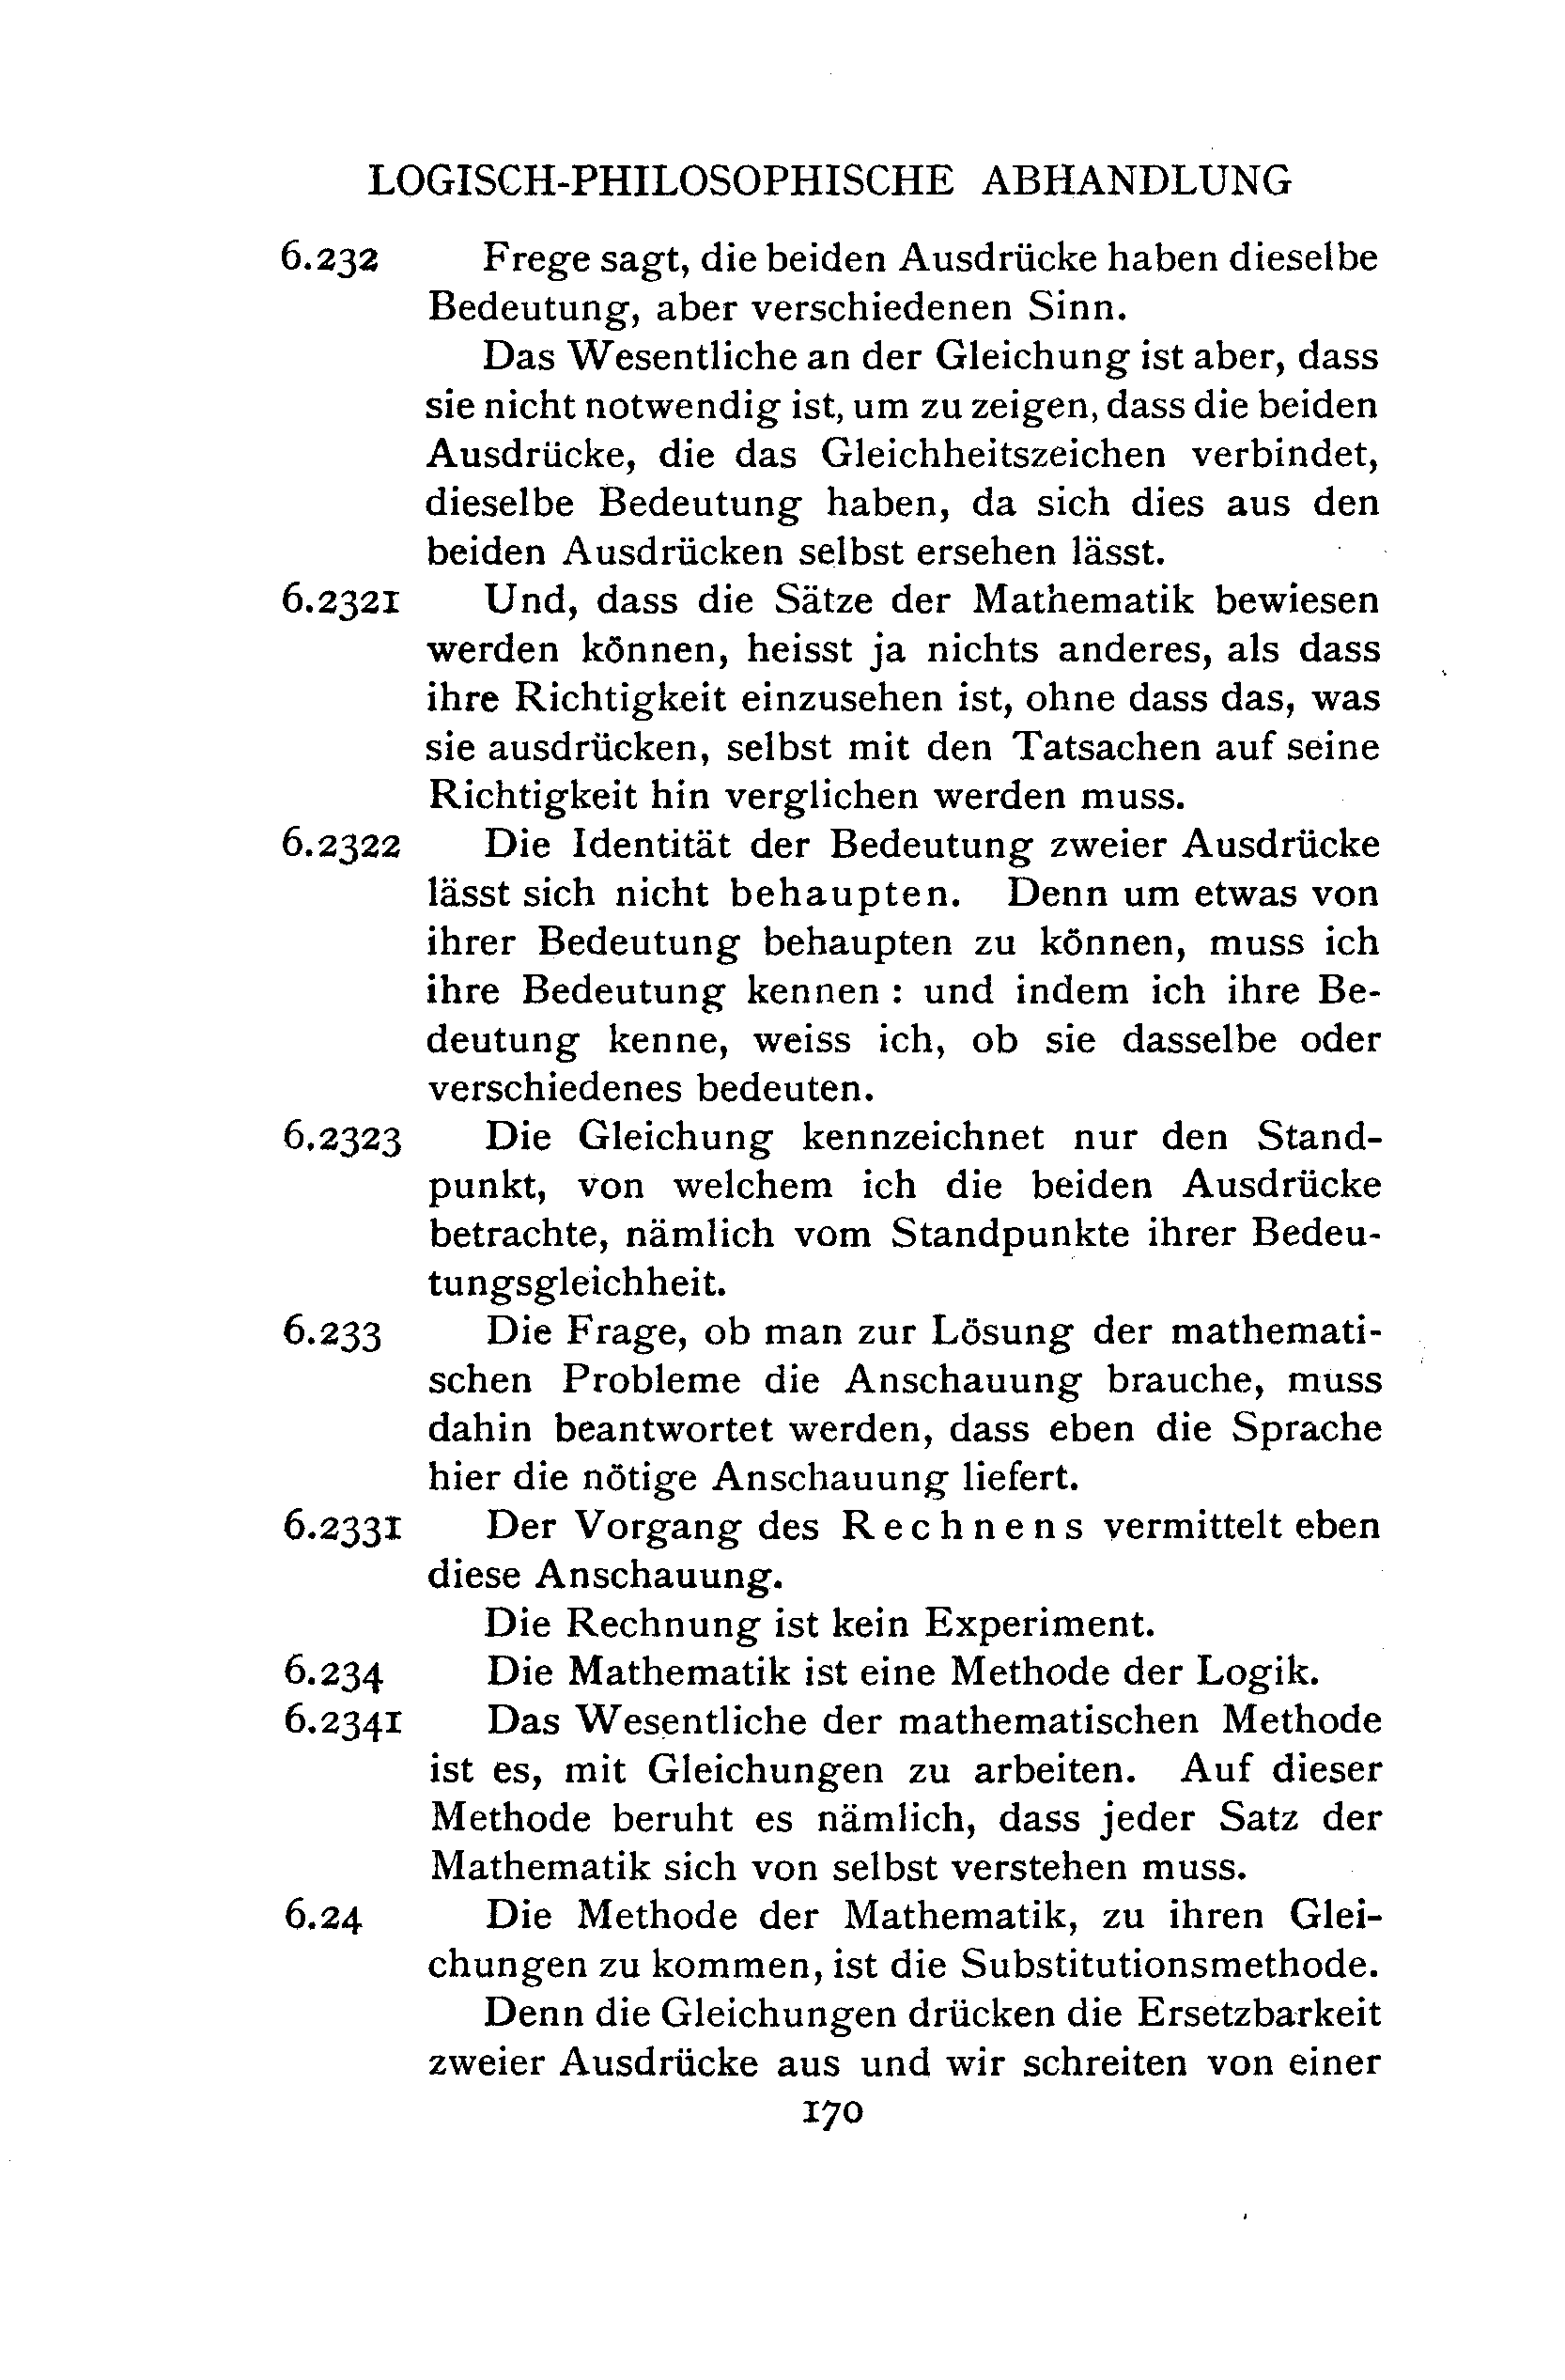 LOGISCH-PHILOSOPHISCHE ABHANDLUNG
6.232 Frege sagt, die beiden Ausdrücke haben dieselbe
Bedeutung, aber verschiedenen Sinn.
Das Wesentliche an der Gleichung ist aber, dass
sie nicht notwendig ist, um zu zeigen, dass die beiden
Ausdrücke, die das Gleichheitszeichen verbindet,
dieselbe Bedeutung haben, da sich dies aus den
beiden Ausdrücken selbst ersehen lässt.
6.2321 Und, dass die Sätze der Mathematik bewiesen
werden können, heisst ja nichts anderes, als dass
ihre Richtigkeit einzusehen ist, ohne dass das, was
sie ausdrücken, selbst mit den Tatsachen auf seine
Richtigkeit hin verglichen werden muss.
6.2322 Die Identität der Bedeutung zweier Ausdrücke
lässt sich nicht behaupten. Denn um etwas von
ihrer Bedeutung behaupten zu können, muss ich
ihre Bedeutung kennen : und indem ich ihre Be-
deutung kenne, weiss ich, ob sie dasselbe oder
verschiedenes bedeuten.
6.2323 Die Gleichung kennzeichnet nur den Stand-
punkt, von welchem ich die beiden Ausdrücke
betrachte, nämlich vom Standpunkte ihrer Bedeu-
tungsgleichheit.
6.233 Die Frage, ob man zur Lösung der mathemati-
schen Probleme die Anschauung brauche, muss
dahin beantwortet werden, dass eben die Sprache
hier die nötige Anschauung liefert.
6.2331 Der Vorgang des Rechnens vermittelt eben
diese Anschauung.
Die Rechnung ist kein Experiment.
6.234 Die Mathematik ist eine Methode der Logik.
6.2341 Das Wesentliche der mathematischen Methode
ist es, mit Gleichungen zu arbeiten. Auf dieser
Methode beruht es nämlich, dass jeder Satz der
Mathematik sich von selbst verstehen muss.
6.24 Die Methode der Mathematik, zu ihren Glei-
chungen zu kommen, ist die Substitutionsmethode.
Denn die Gleichungen drücken die Ersetzbarkeit
zweier Ausdrücke aus und wir schreiten von einer
170